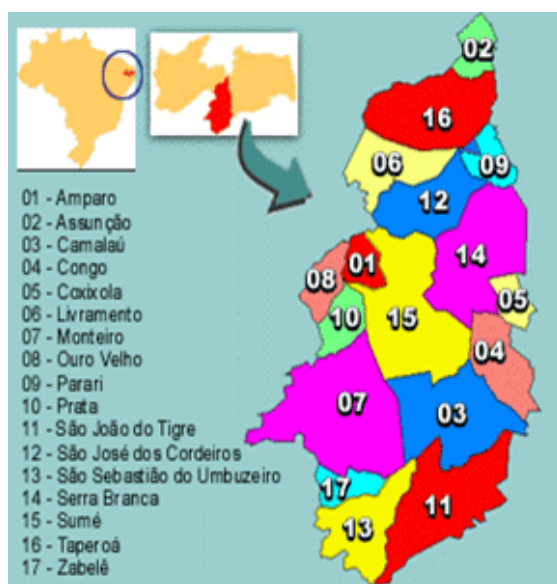 02
16
06
09
12
01 - Amparo
02 - Assunção
03 - Camalaú
04 - Congo
05 - Coxixola
06 - Livramento
07 - Monteiro
08 - Ouro Velho
09 - Parari
10 - Prata
11 - São João do Tigre
12 - São José dos Cordeiros
13 - São Sebastião do Umbuzeiro
14 - Serra Branca
15 - Sumé
16 - Taperoá
17 - Zabelê
14
01
08
05
10
15
04
07
03
17
11
13